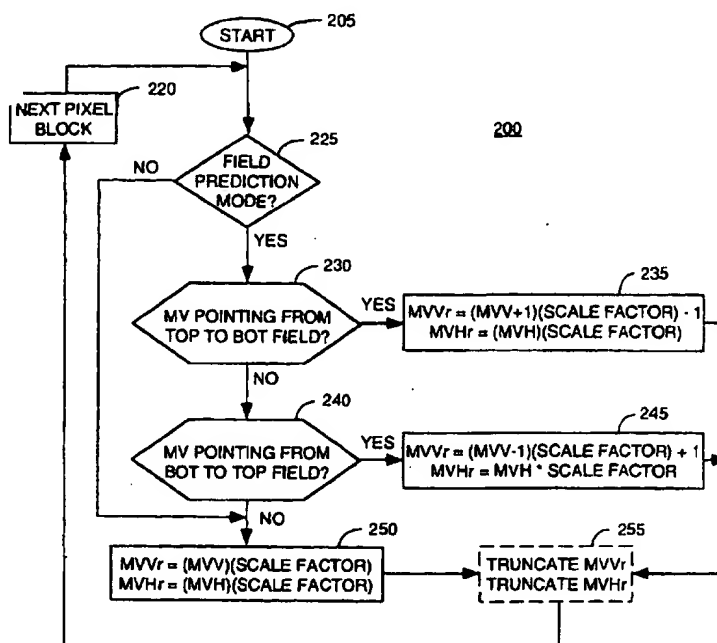 START
205
220
NEXT PIXEL
BLOCK
200
225
FIELD
PREDICTION
MODE?
NO
YES
230
MV POINTING FROM
TOP TO BOT FIELD?
YES
235
MVVr = (MVV+1)(SCALE FACTOR) - 1
MVHr = (MVH)(SCALE FACTOR)
NO
240
MV POINTING FROM
BOT TO TOP FIELD?
YES
245
MVVr = (MVV-1)(SCALE FACTOR) + 1
MVHr = MVH * SCALE FACTOR
NO
250
MVVr = (MVV)(SCALE FACTOR)
MVHr = (MVH)(SCALE FACTOR)
255
TRUNCATE MVVr
TRUNCATE MVHr